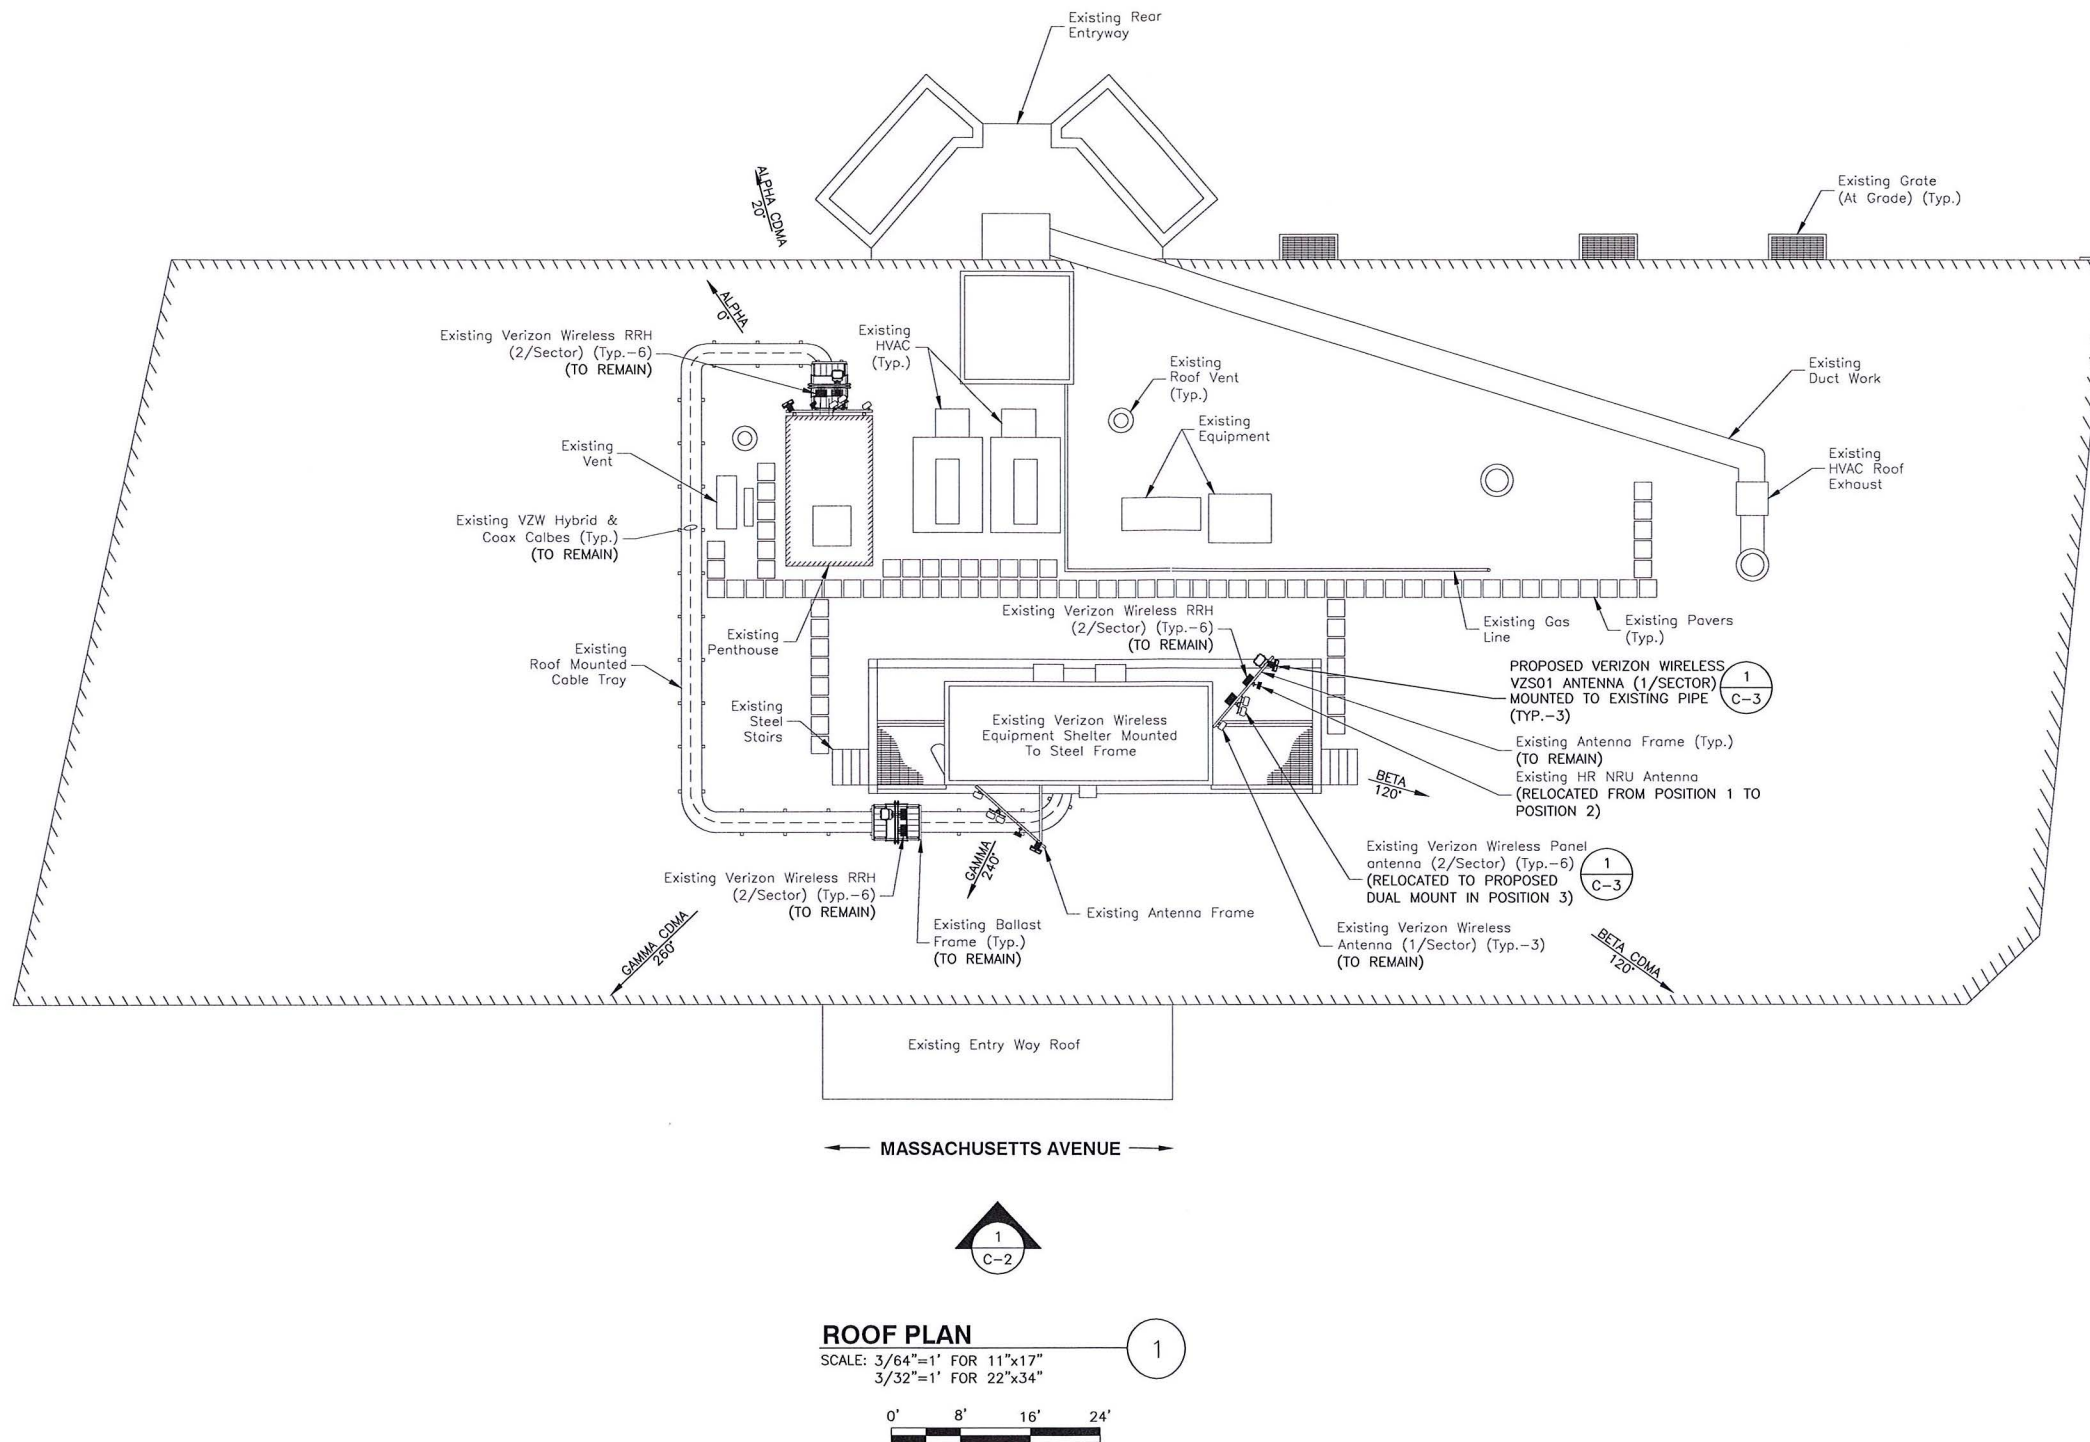 Existing Rear
Entryway
ALPHA CDMA
20°
Existing Grate
(At Grade) (Typ.)
ALPHA
0°
Existing Verizon Wireless RRH
(2/Sector) (Typ.-6)
(TO REMAIN)
Existing
HVAC
(Typ.)
Existing
Roof Vent
(Typ.)
Existing
Duct Work
Existing
Equipment
Existing
Vent
Existing
HVAC Roof
Exhaust
Existing VZW Hybrid &
Coax Calbes (Typ.)
(TO REMAIN)
Existing Verizon Wireless RRH
(2/Sector) (Typ.-6)
(TO REMAIN)
Existing Gas
Line
Existing Pavers
(Typ.)
Existing
Penthouse
Existing
Roof Mounted
Cable Tray
PROPOSED VERIZON WIRELESS
VZS01 ANTENNA (1/SECTOR)
MOUNTED TO EXISTING PIPE
(TYP.-3)
1
C-3
Existing
Steel
Stairs
Existing Verizon Wireless
Equipment Shelter Mounted
To Steel Frame
Existing Antenna Frame (Typ.)
(TO REMAIN)
BETA
120°
Existing HR NRU Antenna
(RELOCATED FROM POSITION 1 TO
POSITION 2)
GAMMA
240°
Existing Verizon Wireless Panel
antenna (2/Sector) (Typ.-6)
(RELOCATED TO PROPOSED
DUAL MOUNT IN POSITION 3)
1
C-3
Existing Verizon Wireless RRH
(2/Sector) (Typ.-6)
(TO REMAIN)
Existing Antenna Frame
Existing Ballast
Frame (Typ.)
(TO REMAIN)
Existing Verizon Wireless
Antenna (1/Sector) (Typ.-3)
(TO REMAIN)
GAMMA CDMA
260°
BETA CDMA
120°
Existing Entry Way Roof
MASSACHUSETTS AVENUE
1
C-2
ROOF PLAN
1
SCALE: 3/64"=1' FOR 11"x17"
3/32"=1' FOR 22"x34"
0' 8' 16' 24'